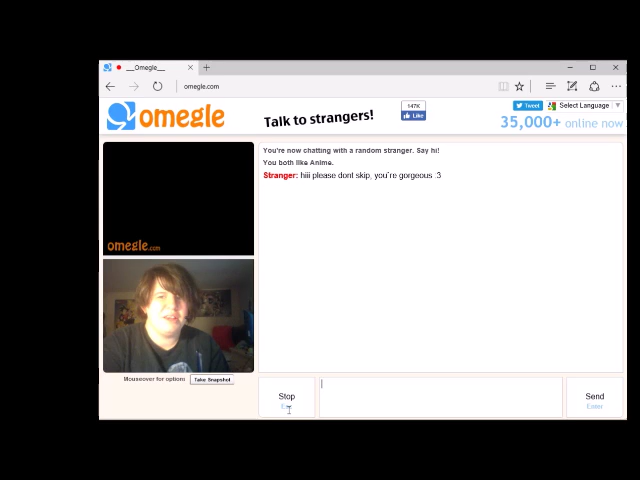 __Omegle__
omegle.com
omegle
Talk to strangers!
147K
Like
Tweet
Select Language
35,000+ online now
You're now chatting with a random stranger. Say hi!
You both like Anime.
Stranger: hiii please dont skip, you're gorgeous :3
omegle.com
Mouseover for options
Take Snapshot
Stop
Send
Enter